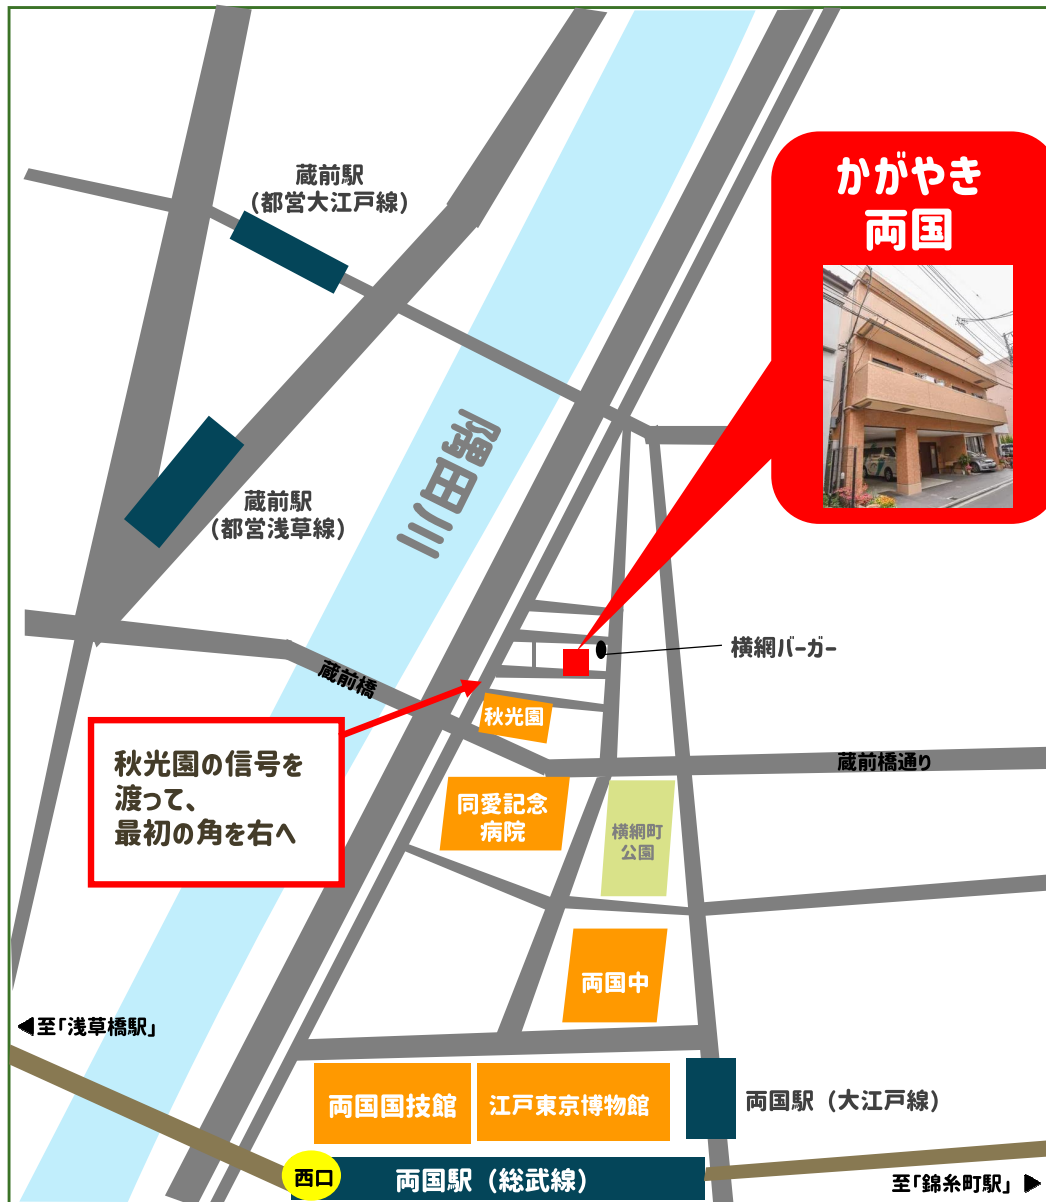 蔵前駅
(都営大江戸線)
かがやき
両国
隅田川
蔵前駅
(都営浅草線)
横網バーガー
蔵前橋
秋光園
秋光園の信号を
渡って、
最初の角を右へ
蔵前橋通り
同愛記念
病院
横網町
公園
両国中
◀至「浅草橋駅」
両国国技館
江戸東京博物館
両国駅（大江戸線）
西口
両国駅（総武線）
至「錦糸町駅」▶